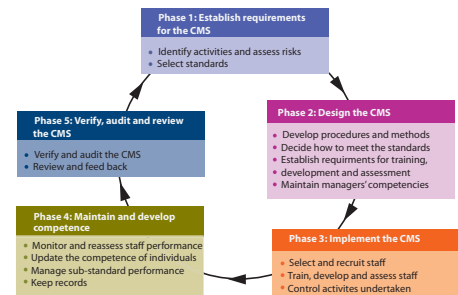 Phase 1: Establish requirements
for the CMS
• Identify activities and assess risks
• Select standards
Phase 2: Design the CMS
• Develop procedures and methods
• Decide how to meet the standards
• Establish requirments for training,
• development and assessment
• Maintain managers' competencies
Phase 3: Implement the CMS
• Select and recruit staff
• Train, develop and assess staff
• Control activites undertaken
Phase 4: Maintain and develop
competence
• Monitor and reassess staff performance
• Update the competence of individuals
• Manage sub-standard performance
• Keep records
Phase 5: Verify, audit and review
the CMS
• Verify and audit the CMS
• Review and feed back